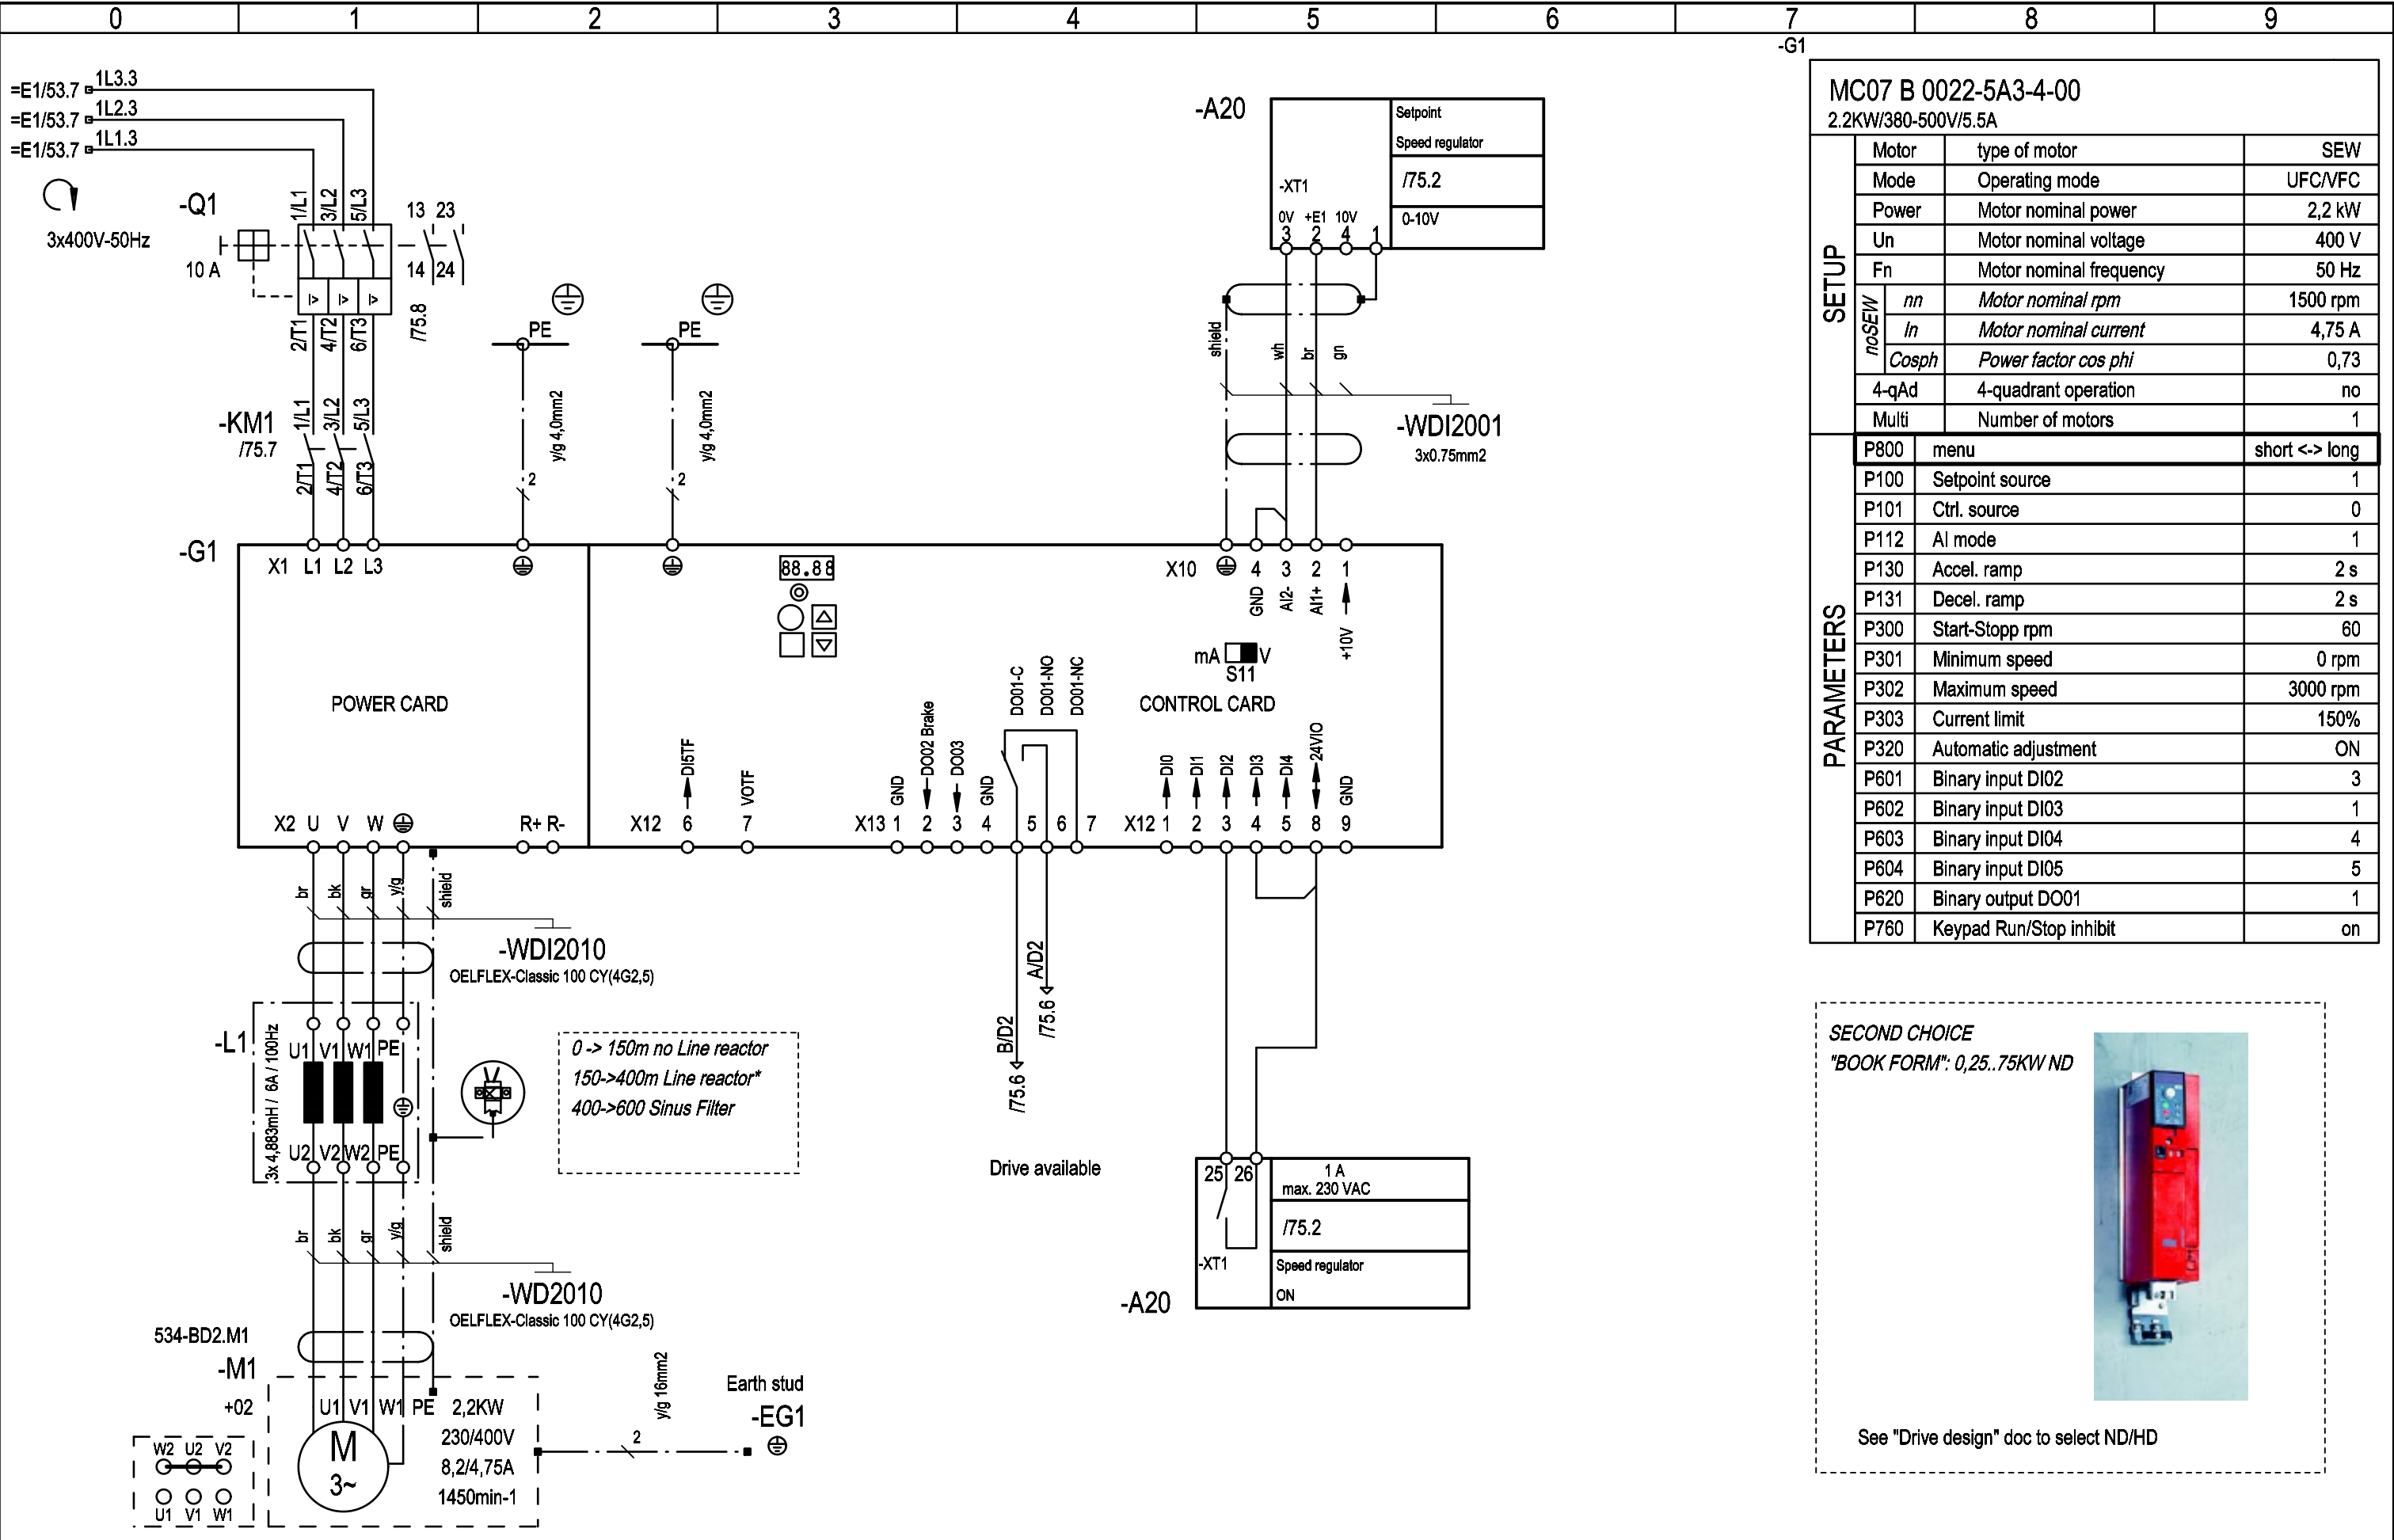 0 1 2 3 4 5 6 7 8 9
-G1
=E1/53.7 1L3.3
=E1/53.7 1L2.3
=E1/53.7 1L1.3
3x400V-50Hz
-Q1
10 A
1/L1 3/L2 5/L3
13 23
14 24
I> I> I>
2/T1 4/T2 6/T3
/75.8
-KM1
/75.7
1/L1 3/L2 5/L3
2/T1 4/T2 6/T3
PE
y/g 4,0mm2
2
PE
y/g 4,0mm2
2
-A20
Setpoint
Speed regulator
/75.2
0-10V
-XT1
0V +E1 10V
3 2 4 1
shield wh br gn
-WDI2001
3x0.75mm2
-G1
X1 L1 L2 L3
88.88
X10 4 3 2 1
GND AI2- AI1+ +10V
mA V
S11
POWER CARD
CONTROL CARD
DO01-C DO01-NO DO01-NC
DI5TF VOTF
GND DO02 Brake DO03 GND
DI0 DI1 DI2 DI3 DI4 24VIO GND
X2 U V W R+ R-
X12 6 7
X13 1 2 3 4 5 6 7
X12 1 2 3 4 5 8 9
br bk gr y/g shield
-WDI2010
OELFLEX-Classic 100 CY(4G2,5)
-L1
3x 4,883mH / 6A / 100Hz
U1 V1 W1 PE
U2 V2 W2 PE
0 -> 150m no Line reactor
150->400m Line reactor*
400->600 Sinus Filter
B/D2
/75.6
A/D2
/75.6
Drive available
25 26
1 A
max. 230 VAC
/75.2
-XT1
Speed regulator
ON
-A20
br bk gr y/g shield
-WD2010
OELFLEX-Classic 100 CY(4G2,5)
534-BD2.M1
-M1
+02
U1 V1 W1 PE
M
3~
2,2KW
230/400V
8,2/4,75A
1450min-1
W2 U2 V2
U1 V1 W1
y/g 16mm2
2
Earth stud
-EG1
MC07 B 0022-5A3-4-00
2.2KW/380-500V/5.5A
SETUP
Motor type of motor SEW
Mode Operating mode UFC/VFC
Power Motor nominal power 2,2 kW
Un Motor nominal voltage 400 V
Fn Motor nominal frequency 50 Hz
noSEW
nn Motor nominal rpm 1500 rpm
In Motor nominal current 4,75 A
Cosph Power factor cos phi 0,73
4-qAd 4-quadrant operation no
Multi Number of motors 1
PARAMETERS
P800 menu short <-> long
P100 Setpoint source 1
P101 Ctrl. source 0
P112 AI mode 1
P130 Accel. ramp 2 s
P131 Decel. ramp 2 s
P300 Start-Stopp rpm 60
P301 Minimum speed 0 rpm
P302 Maximum speed 3000 rpm
P303 Current limit 150%
P320 Automatic adjustment ON
P601 Binary input DI02 3
P602 Binary input DI03 1
P603 Binary input DI04 4
P604 Binary input DI05 5
P620 Binary output DO01 1
P760 Keypad Run/Stop inhibit on
SECOND CHOICE
"BOOK FORM": 0,25..75KW ND
See "Drive design" doc to select ND/HD